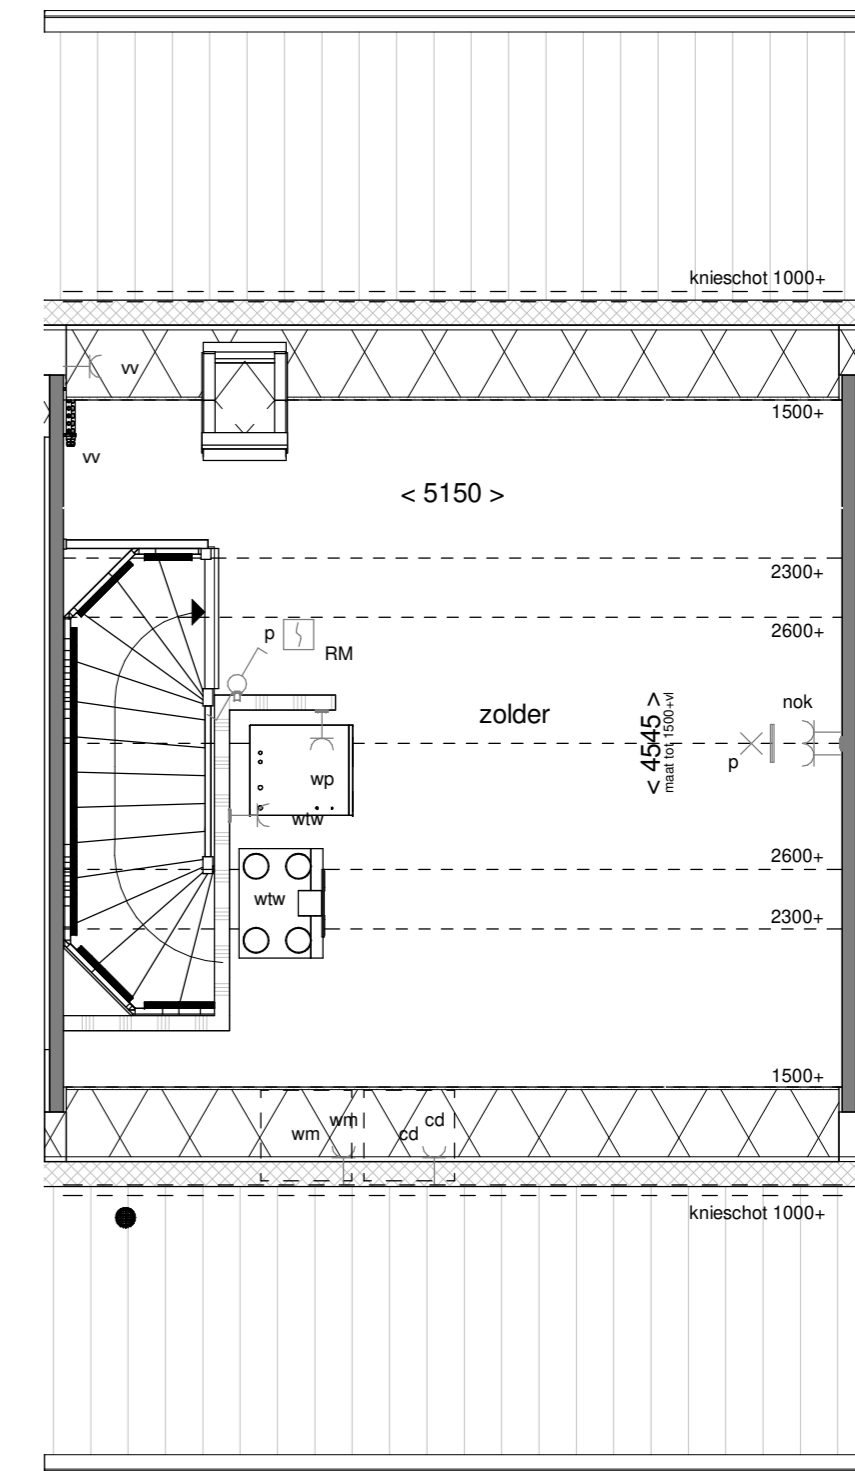 knieschot 1000+
vv
1500+
vv
< 5150 >
2300+
2600+
p
RM
nok
zolder
< 4545 >
maat tot 1500+vl
p
wp
wtw
2600+
wtw
2300+
1500+
wm
cd
wm
cd
knieschot 1000+